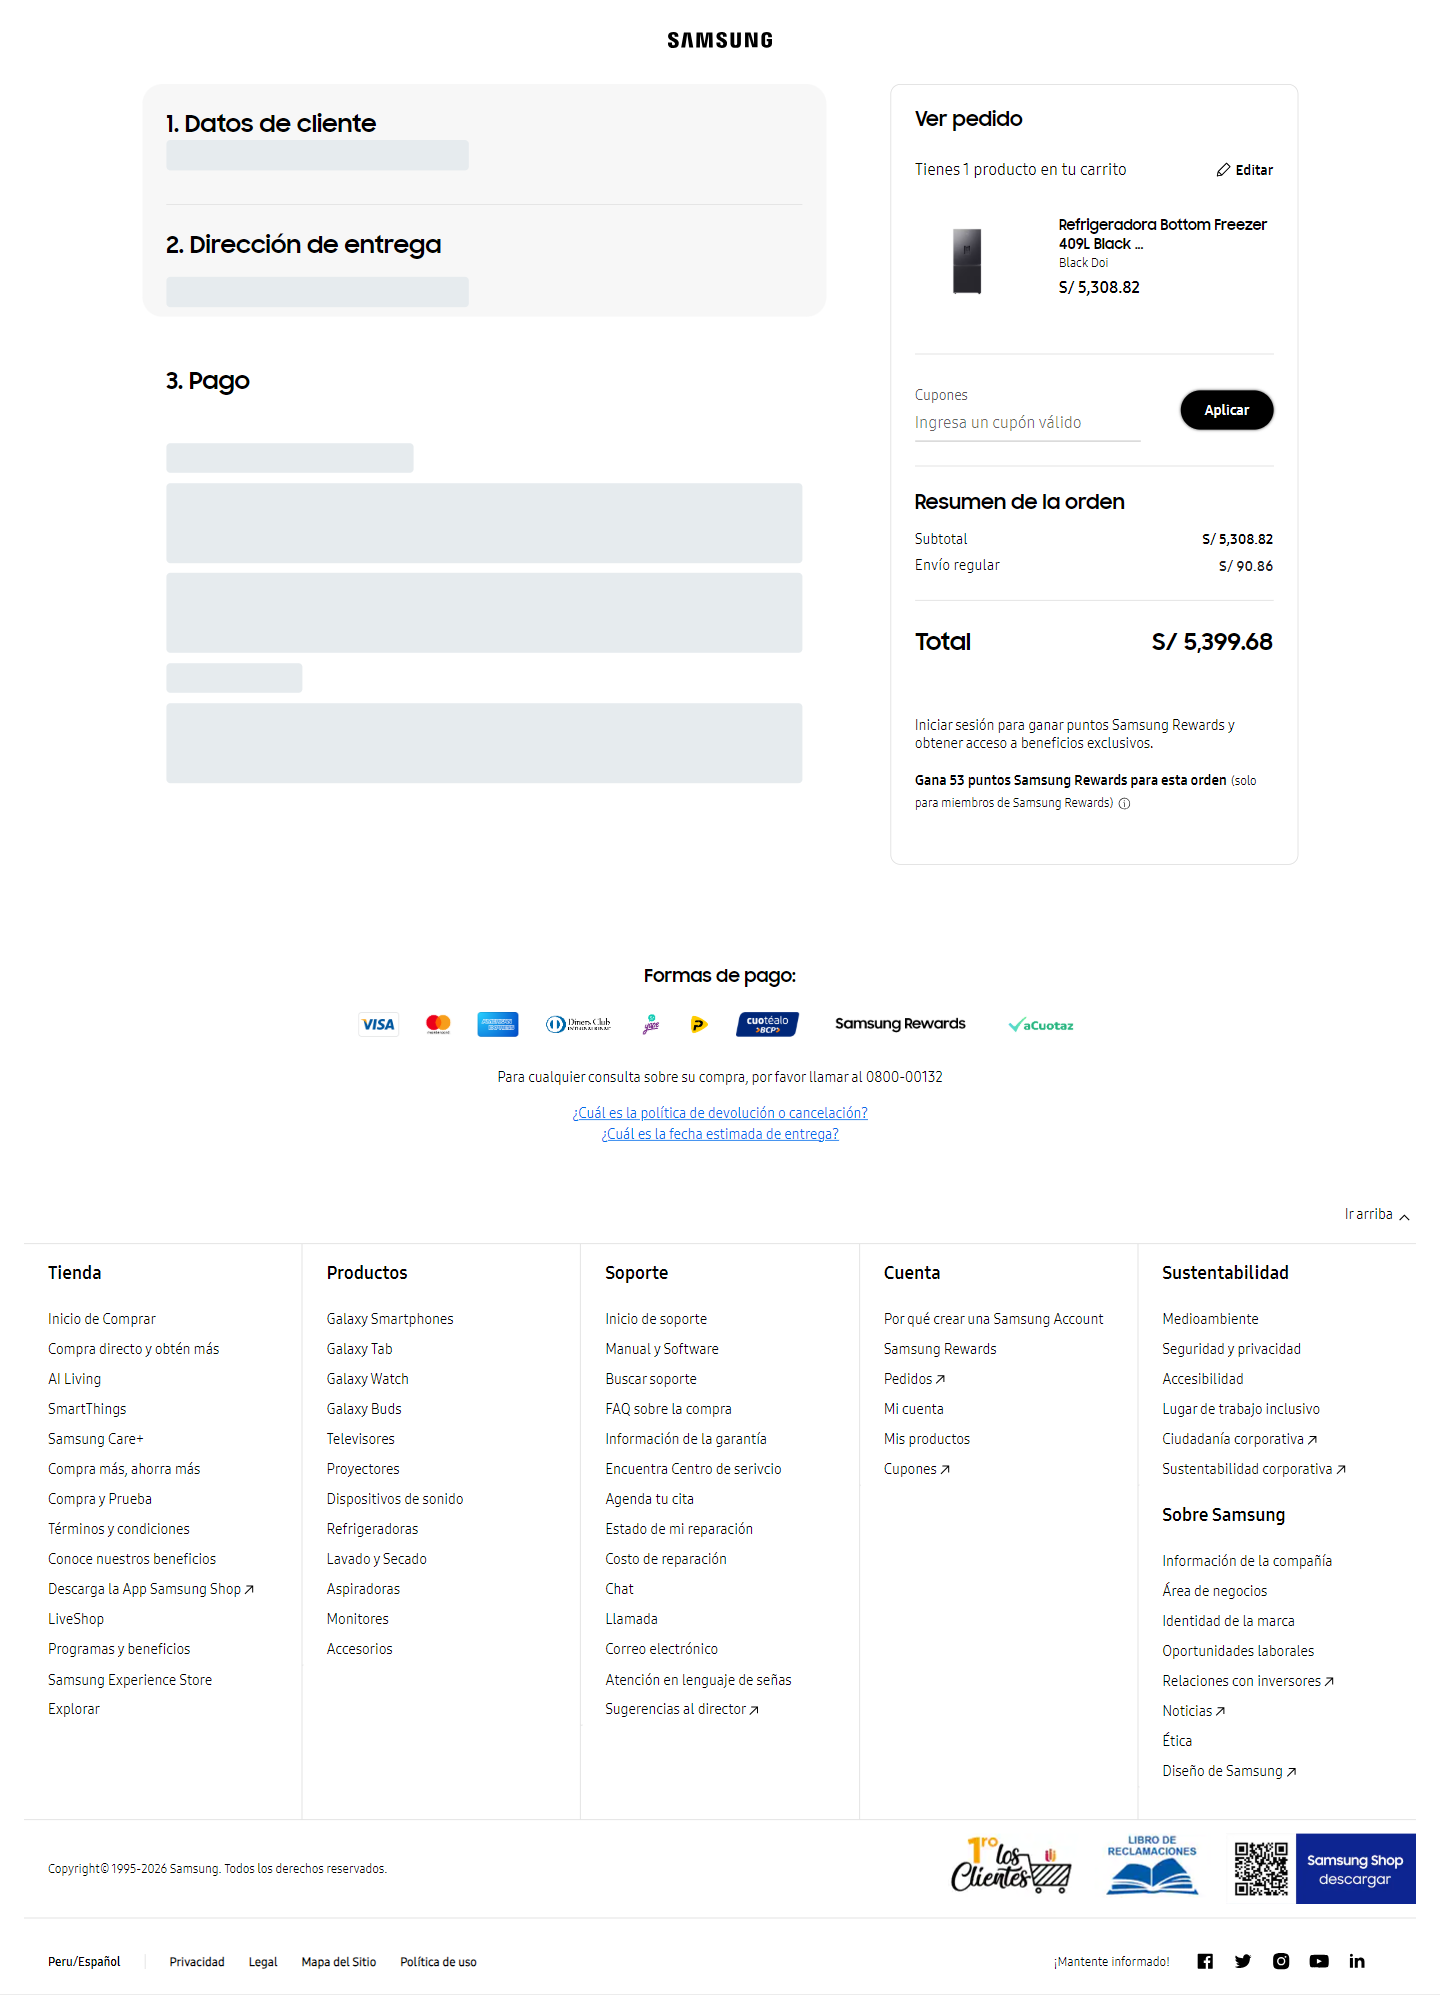 SAMSUNG
1. Datos de cliente
2. Dirección de entrega
3. Pago
Ver pedido
Tienes 1 producto en tu carrito
Editar
Refrigeradora Bottom Freezer
409L Black ...
Black Doi
S/ 5,308.82
Cupones
Ingresa un cupón válido
Aplicar
Resumen de la orden
Subtotal S/ 5,308.82
Envío regular S/ 90.86
Total S/ 5,399.68
Iniciar sesión para ganar puntos Samsung Rewards y
obtener acceso a beneficios exclusivos.
Gana 53 puntos Samsung Rewards para esta orden (solo
para miembros de Samsung Rewards)
Formas de pago:
VISA
mastercard
AMERICAN EXPRESS
Diners Club
INTERNATIONAL
yape
cuotéalo
BCP
Samsung Rewards
aCuotaz
Para cualquier consulta sobre su compra, por favor llamar al 0800-00132
¿Cuál es la política de devolución o cancelación?
¿Cuál es la fecha estimada de entrega?
Ir arriba
Tienda
Inicio de Comprar
Compra directo y obtén más
AI Living
SmartThings
Samsung Care+
Compra más, ahorra más
Compra y Prueba
Términos y condiciones
Conoce nuestros beneficios
Descarga la App Samsung Shop
LiveShop
Programas y beneficios
Samsung Experience Store
Explorar
Productos
Galaxy Smartphones
Galaxy Tab
Galaxy Watch
Galaxy Buds
Televisores
Proyectores
Dispositivos de sonido
Refrigeradoras
Lavado y Secado
Aspiradoras
Monitores
Accesorios
Soporte
Inicio de soporte
Manual y Software
Buscar soporte
FAQ sobre la compra
Información de la garantía
Encuentra Centro de serivcio
Agenda tu cita
Estado de mi reparación
Costo de reparación
Chat
Llamada
Correo electrónico
Atención en lenguaje de señas
Sugerencias al director
Cuenta
Por qué crear una Samsung Account
Samsung Rewards
Pedidos
Mi cuenta
Mis productos
Cupones
Sustentabilidad
Medioambiente
Seguridad y privacidad
Accesibilidad
Lugar de trabajo inclusivo
Ciudadanía corporativa
Sustentabilidad corporativa
Sobre Samsung
Información de la compañía
Área de negocios
Identidad de la marca
Oportunidades laborales
Relaciones con inversores
Noticias
Ética
Diseño de Samsung
Copyright© 1995-2026 Samsung. Todos los derechos reservados.
1ro los Clientes
LIBRO DE
RECLAMACIONES
Samsung Shop
descargar
Peru/Español
Privacidad
Legal
Mapa del Sitio
Política de uso
¡Mantente informado!